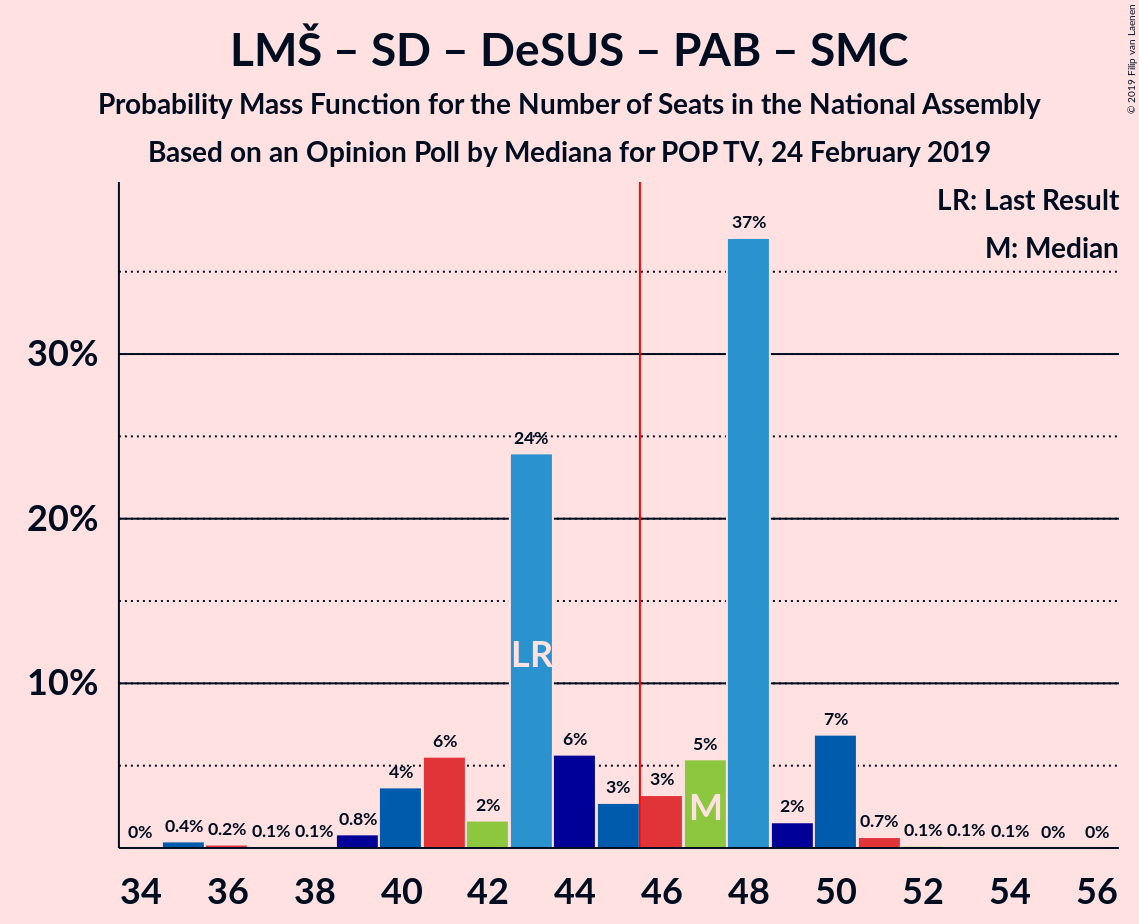 LMŠ – SD – DeSUS – PAB – SMC
Probability Mass Function for the Number of Seats in the National Assembly
Based on an Opinion Poll by Mediana for POP TV, 24 February 2019
© 2019 Filip van Laenen
LR: Last Result
M: Median
30%
20%
10%
0% 0.4% 0.2% 0.1% 0.1% 0.8% 4% 6% 2% 24% 6% 3% 3% 5% 37% 2% 7% 0.7% 0.1% 0.1% 0.1% 0% 0%
LR
M
34 36 38 40 42 44 46 48 50 52 54 56